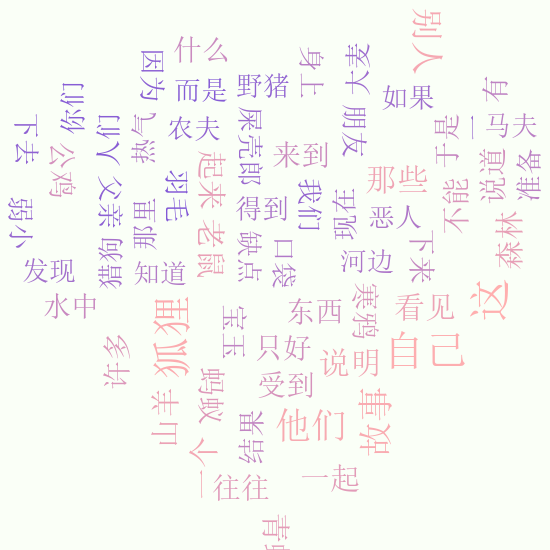 别人
什么
因为
身上
大麦
而是
野猪
如果
有
你们
下去
人们
热气
农夫
屎壳郎
朋友
来到
于是
一
马夫
公鸡
起来
羽毛
那些
说道
准备
弱小
父亲
那里
得到
我们
现在
恶人
不能
森林
猎狗
老鼠
缺点
口袋
下来
发现
知道
河边
水中
狐狸
宝玉
东西
寒鸦
看见
这
许多
只好
说明
自己
蚂蚁
受到
山羊
一个
结果
他们
故事
一往往
一起